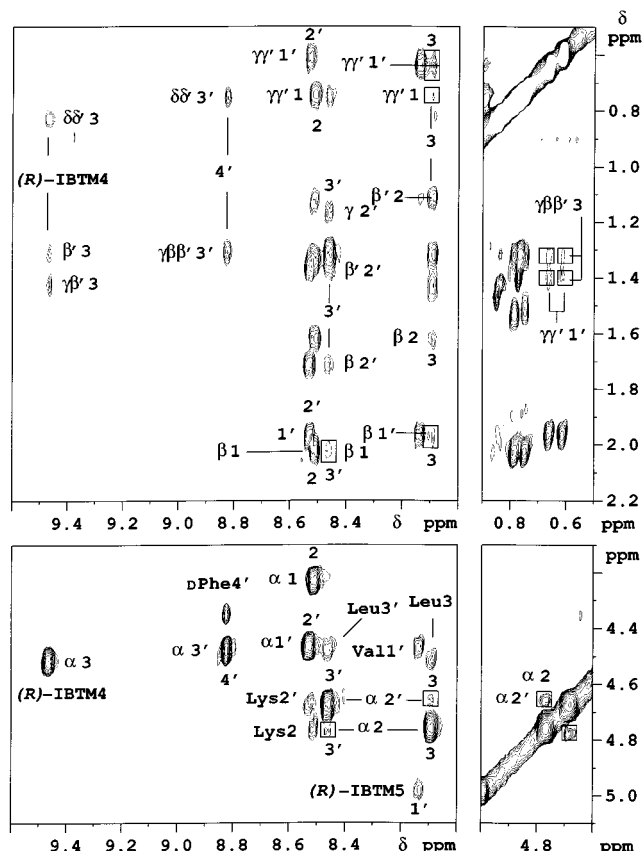 δ
ppm
2'
3
γγ'1'
γγ'1'
δδ'3
δδ'3'
γγ'1
γγ'1
0.8
2
3
1.0
(R)-IBTM4
4'
γββ'3
3'
β'2
γ2'
1.2
β'3
γββ'3'
β'2'
1.4
γβ'3
3'
γγ'1'
1.6
β2
β2'
3
1.8
2'
1'
β1'
2.0
β1
β1
3
3'
2
2.2
9.4 9.2 9.0 8.8 8.6 8.4 δ ppm
0.8 0.6 ppm
2
ppm
DPhe4'
α1
Leu3'
Leu3
2'
4.4
α3
α3'
α1'
Val1'
α2
(R)-IBTM4
4'
3'
3
α2'
4.6
Lys2'
α2'
Lys2
α2
4.8
3'
3
(R)-IBTM5
1'
5.0
9.4 9.2 9.0 8.8 8.6 8.4 δ ppm
4.8 ppm